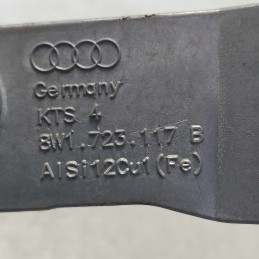 Germany
KTS 4
8W1.723.117 B
AlSi12Cu1(Fe)